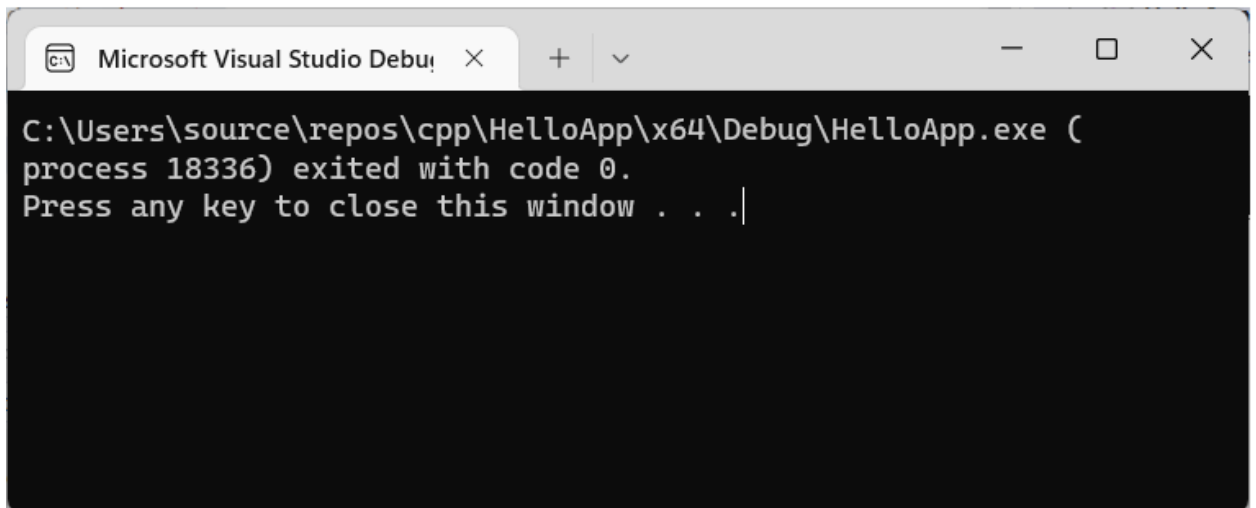 Microsoft Visual Studio Debu
C:\Users\source\repos\cpp\HelloApp\x64\Debug\HelloApp.exe (
process 18336) exited with code 0.
Press any key to close this window . . .